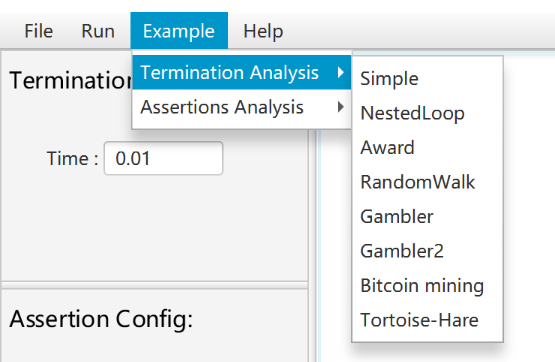 File Run Example Help
Termination
Termination Analysis
Assertions Analysis
Simple
NestedLoop
Award
RandomWalk
Gambler
Gambler2
Bitcoin mining
Tortoise-Hare
Time : 0.01
Assertion Config: